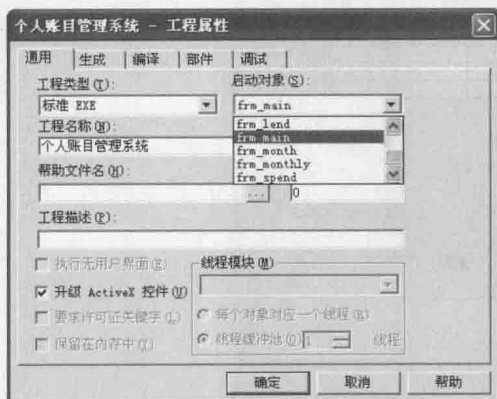 个人账目管理系统 - 工程属性
通用 生成 编译 部件 调试
工程类型(T): 启动对象(S):
标准 EXE frm_main
工程名称(N): frm_lend
frm_main
个人账目管理系统 frm_month
frm_monthly
帮助文件名(H): frm_spend
... 0
工程描述(P):
执行无用户界面(E) 线程模块(M)
升级 ActiveX 控件(U)
要求许可证关键字(L) 每个对象对应一个线程(R)
保留在内存中(Y) 线程缓冲池(O) 1 线程
确定 取消 帮助